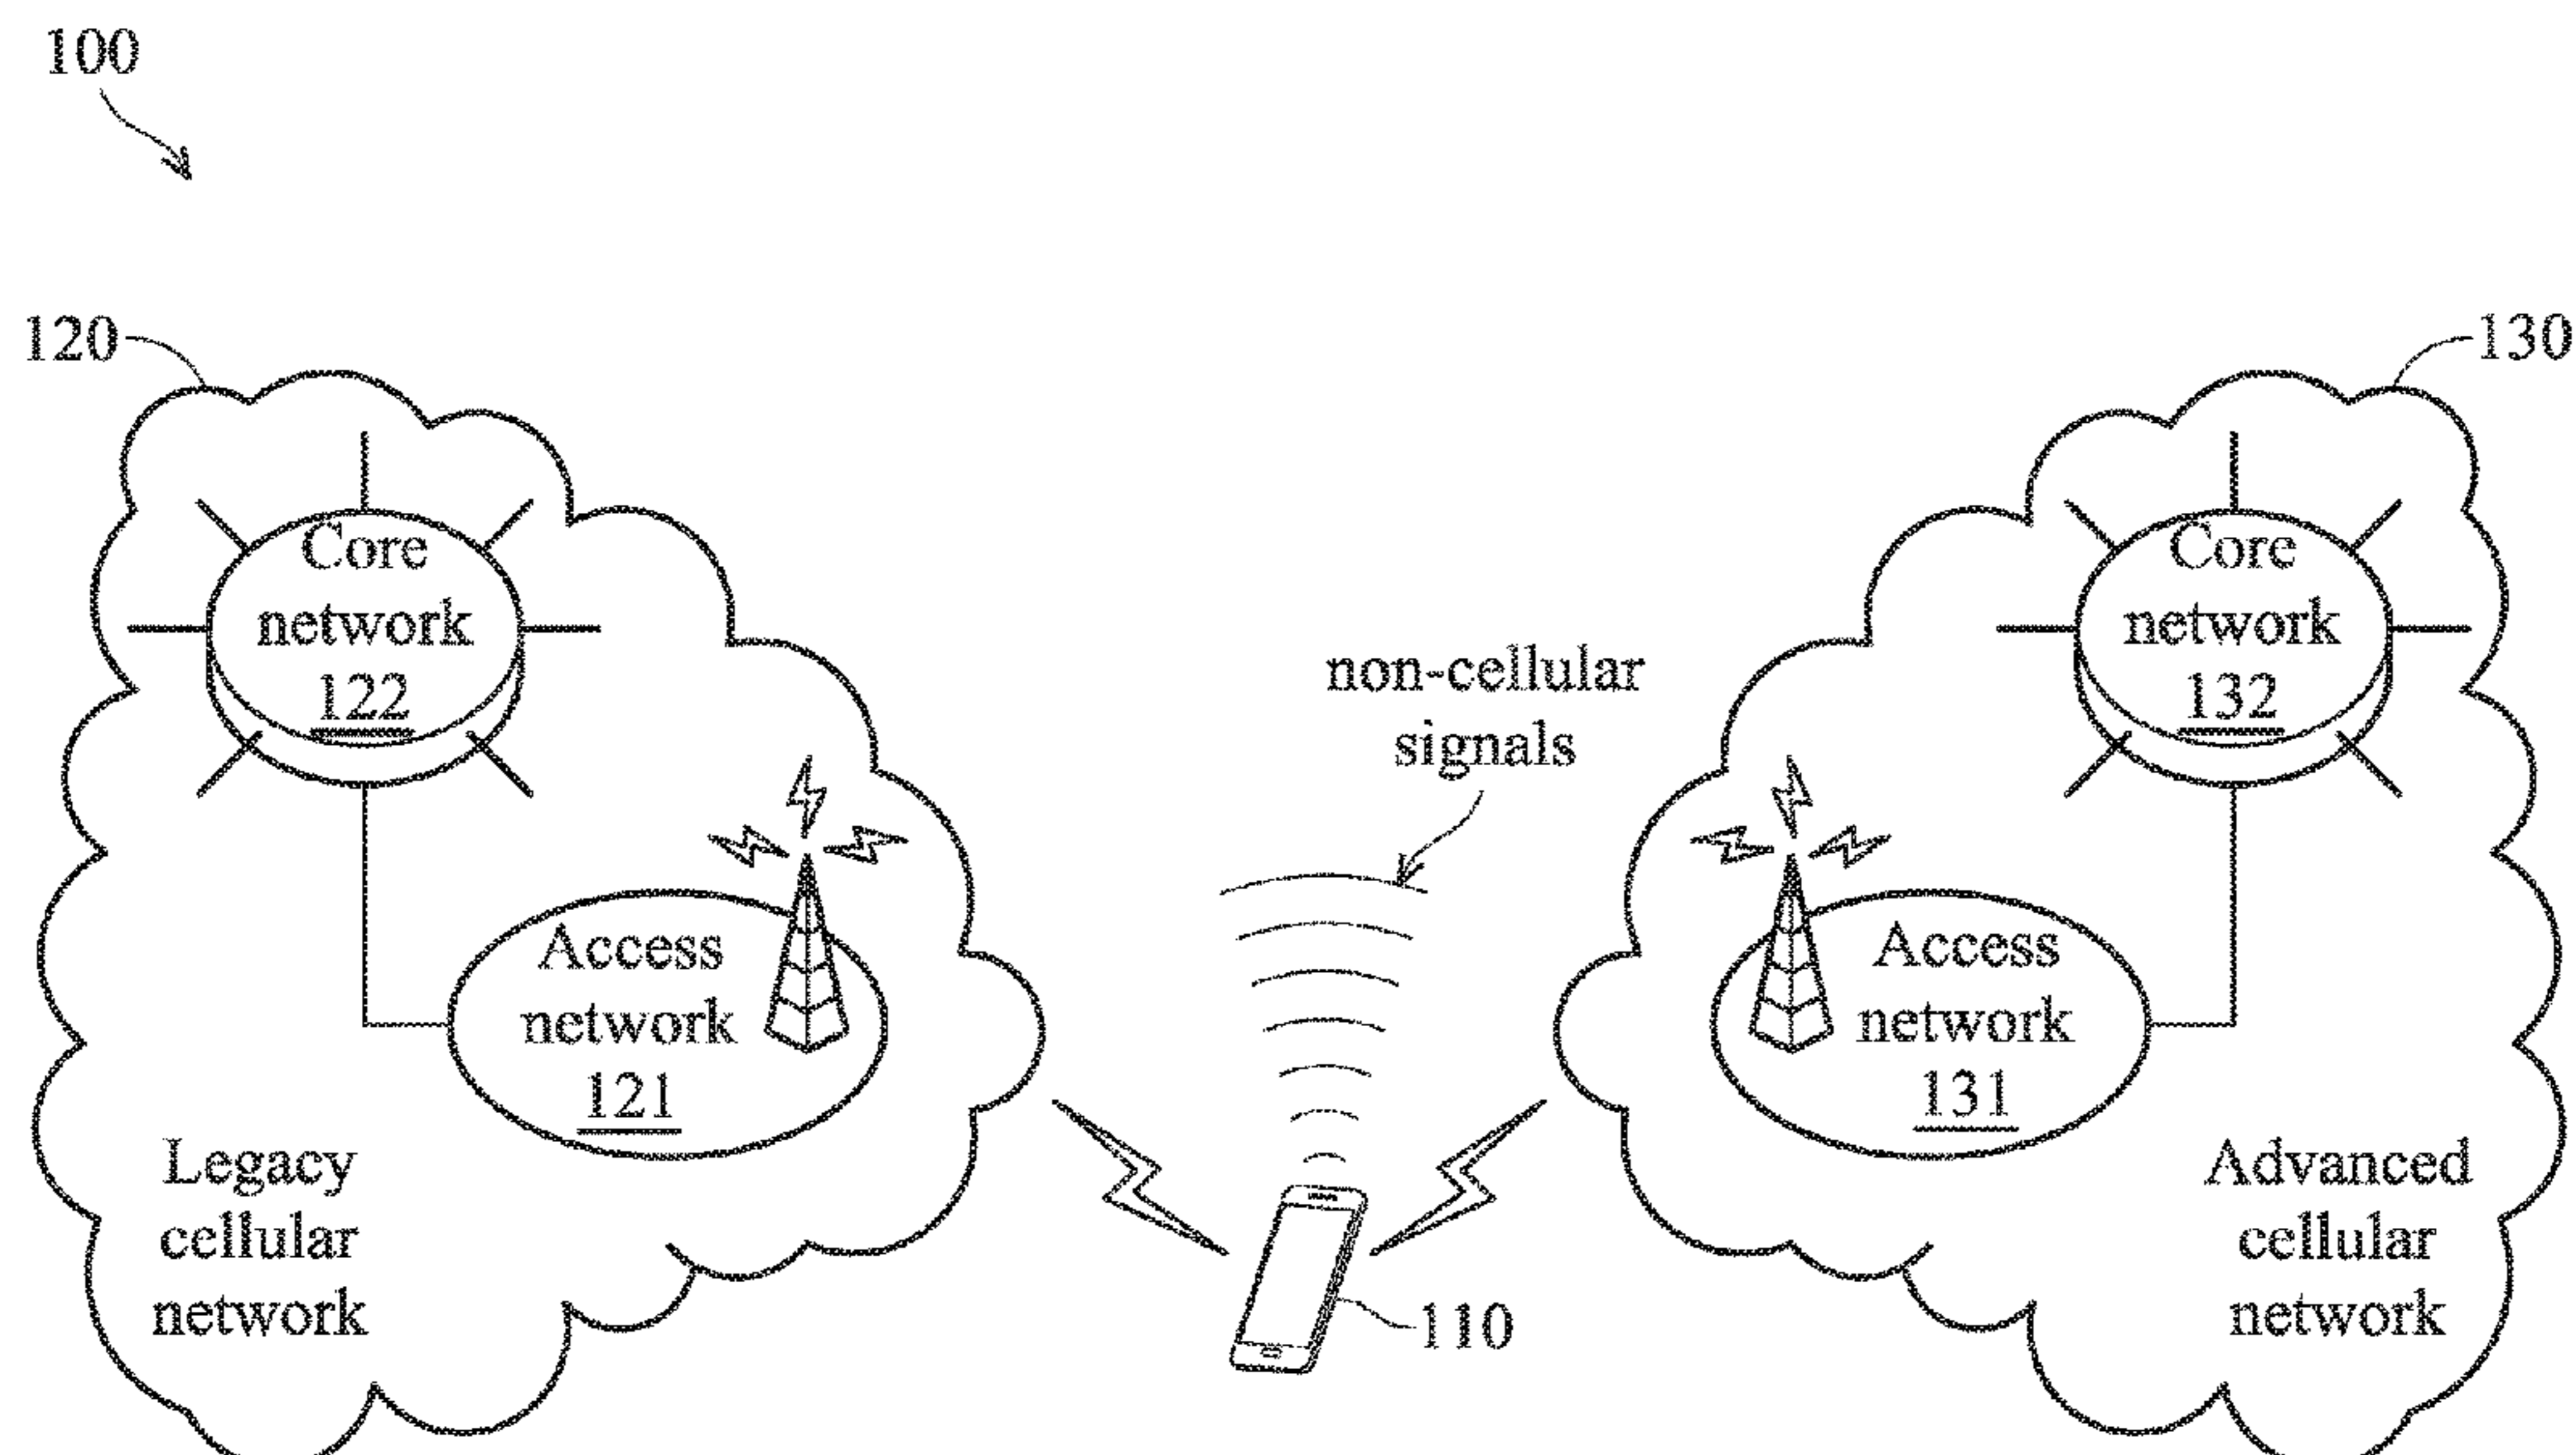 100
120
130
Core
network
122
Core
network
132
non-cellular
signals
Access
network
121
Access
network
131
Legacy
cellular
network
Advanced
cellular
network
110